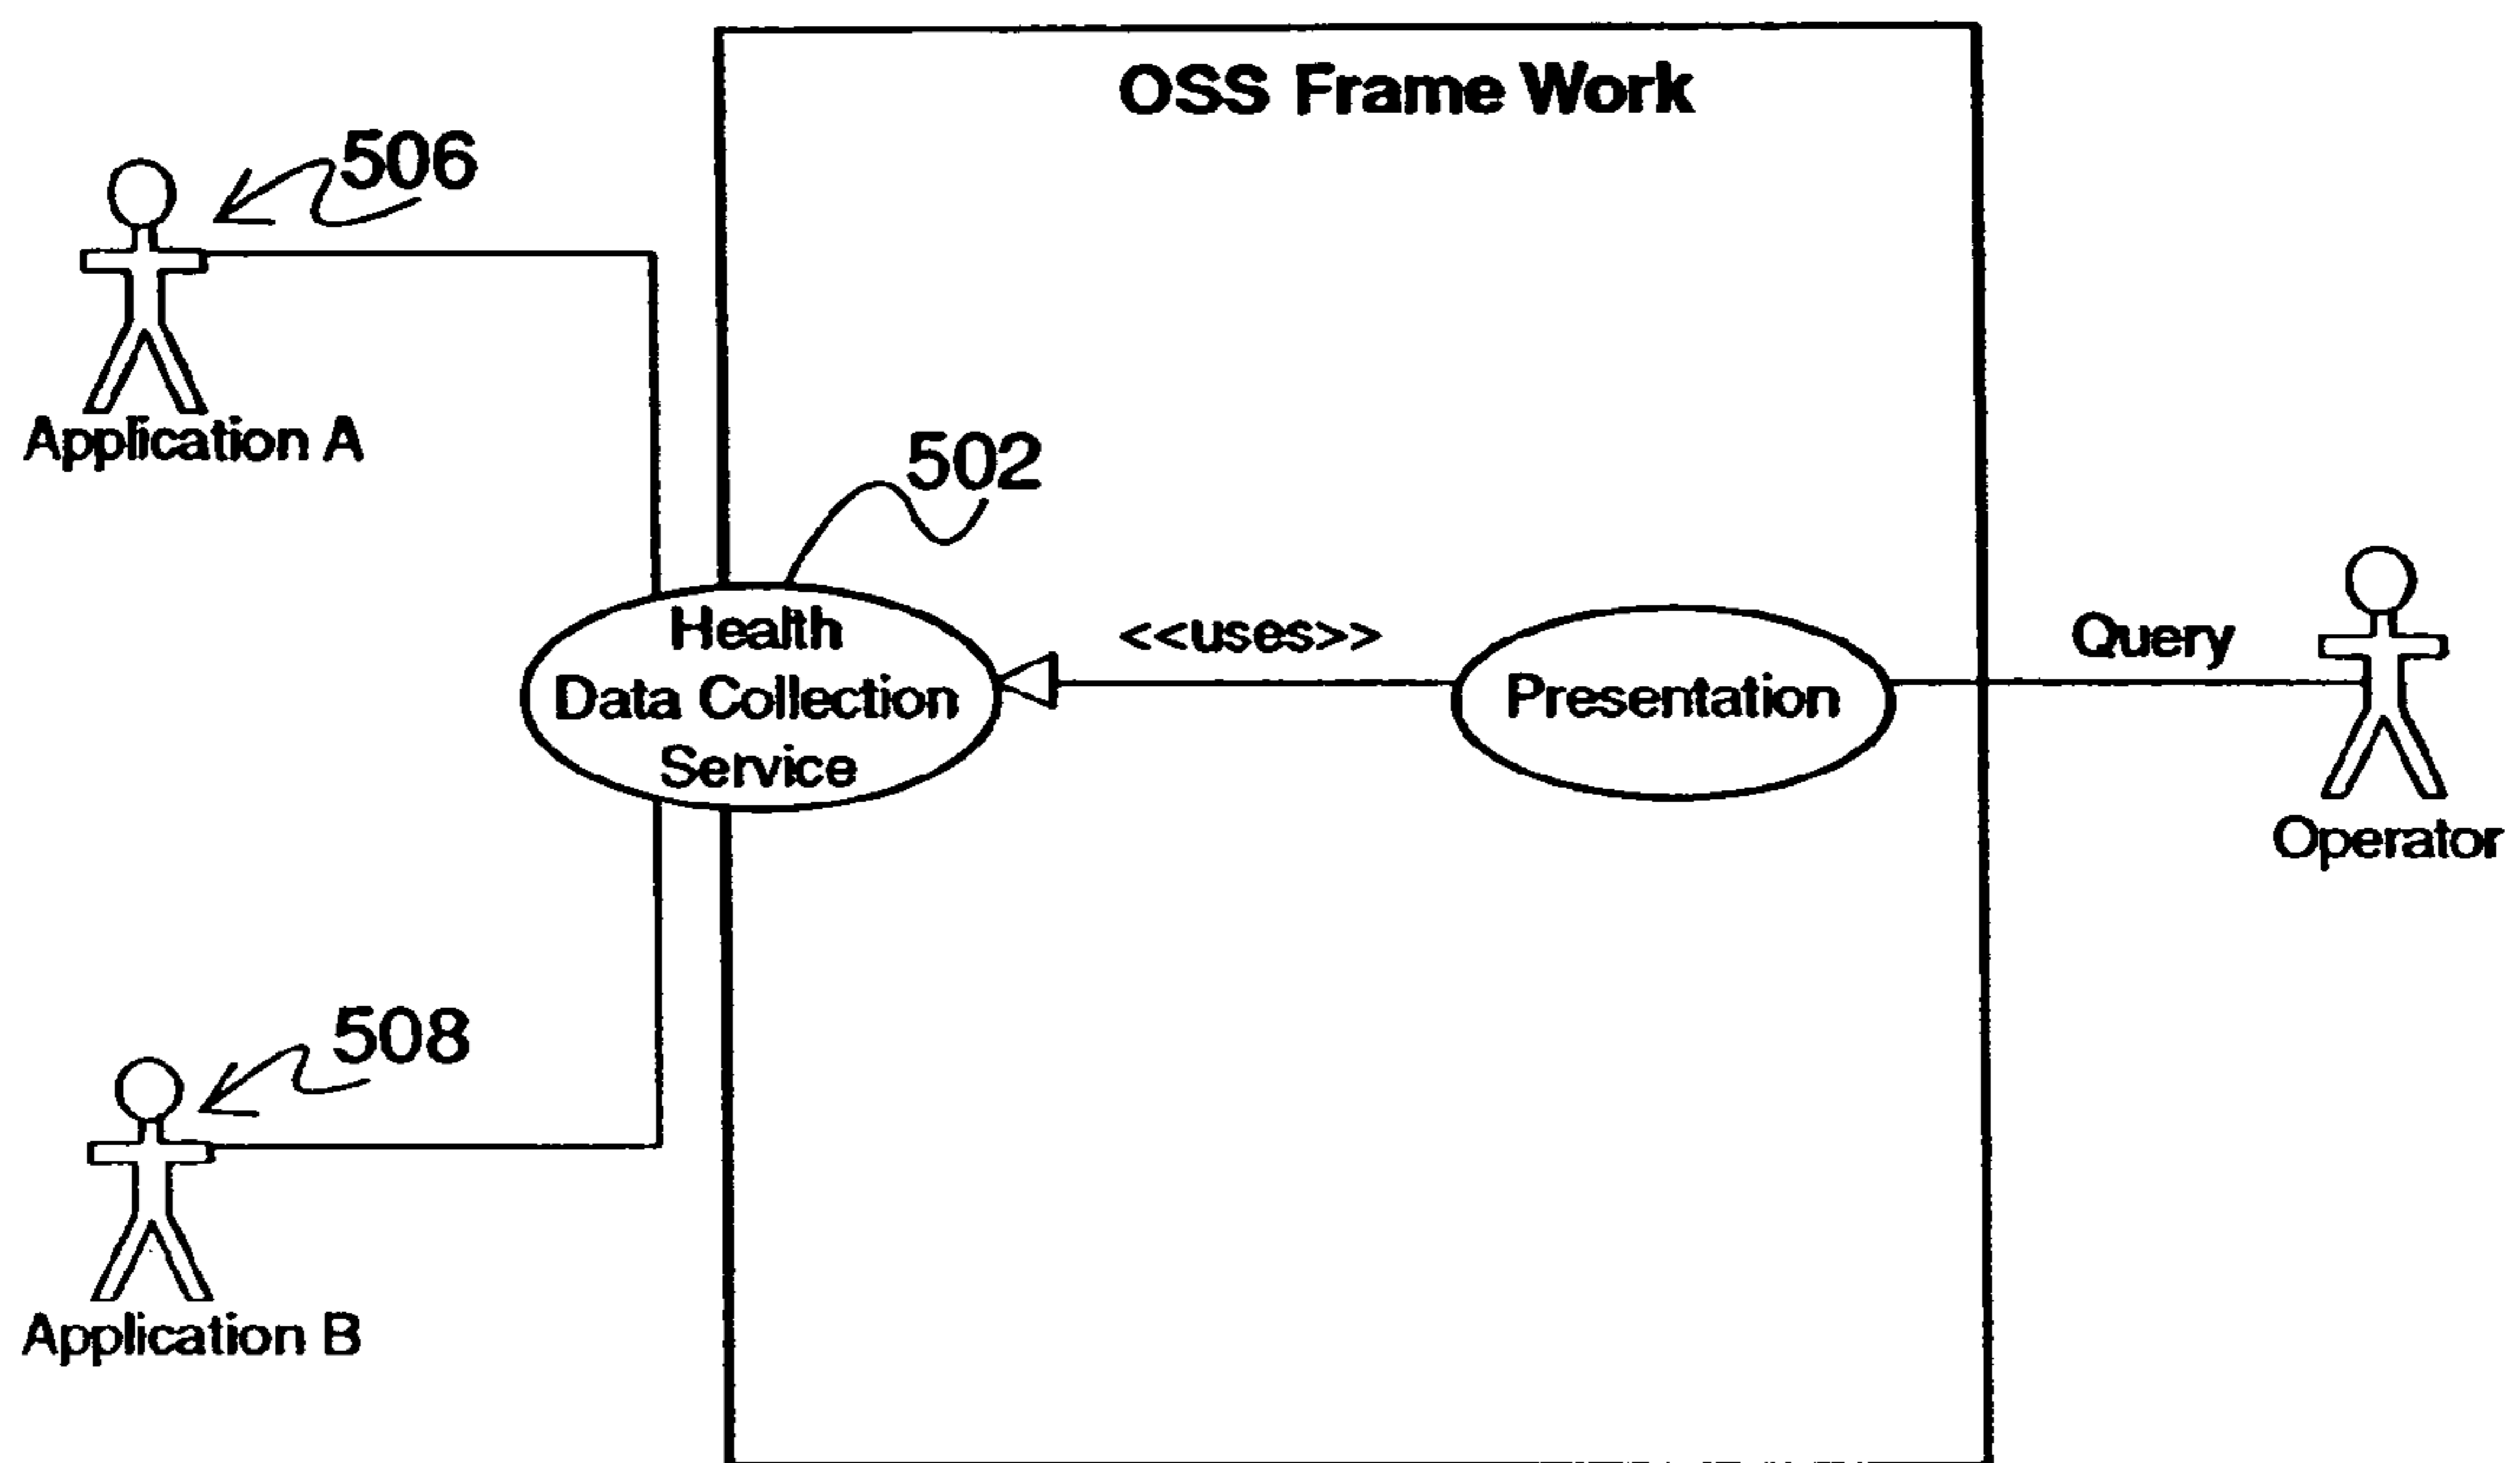 OSS Frame Work
506
Application A
502
Health
Data Collection
Service
<<uses>>
Presentation
Query
Operator
508
Application B